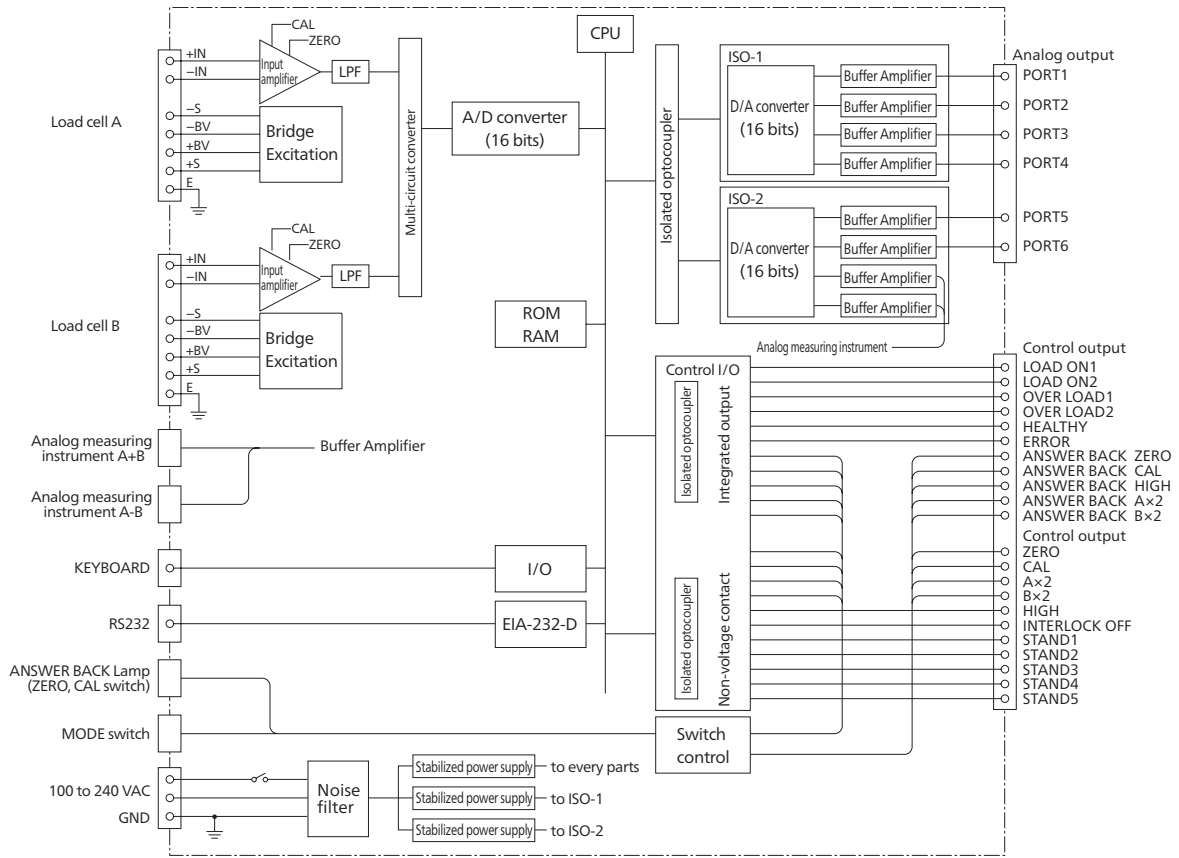 CPU
Load cell A
+IN
−IN
−S
−BV
+BV
+S
E
CAL
ZERO
Input
amplifier
LPF
Bridge
Excitation
Load cell B
+IN
−IN
−S
−BV
+BV
+S
E
CAL
ZERO
Input
amplifier
LPF
Bridge
Excitation
Multi-circuit converter
A/D converter
(16 bits)
ROM
RAM
Isolated optocoupler
ISO-1
D/A converter
(16 bits)
Buffer Amplifier
Buffer Amplifier
Buffer Amplifier
Buffer Amplifier
ISO-2
D/A converter
(16 bits)
Buffer Amplifier
Buffer Amplifier
Buffer Amplifier
Buffer Amplifier
Analog measuring instrument
Analog output
PORT1
PORT2
PORT3
PORT4
PORT5
PORT6
Analog measuring
instrument A+B
Buffer Amplifier
Analog measuring
instrument A-B
KEYBOARD
I/O
RS232
EIA-232-D
ANSWER BACK Lamp
(ZERO, CAL switch)
MODE switch
Control I/O
Isolated optocoupler
Integrated output
Isolated optocoupler
Non-voltage contact
Switch
control
Control output
LOAD ON1
LOAD ON2
OVER LOAD1
OVER LOAD2
HEALTHY
ERROR
ANSWER BACK ZERO
ANSWER BACK CAL
ANSWER BACK HIGH
ANSWER BACK A×2
ANSWER BACK B×2
Control output
ZERO
CAL
A×2
B×2
HIGH
INTERLOCK OFF
STAND1
STAND2
STAND3
STAND4
STAND5
100 to 240 VAC
GND
Noise
filter
Stabilized power supply
to every parts
Stabilized power supply
to ISO-1
Stabilized power supply
to ISO-2